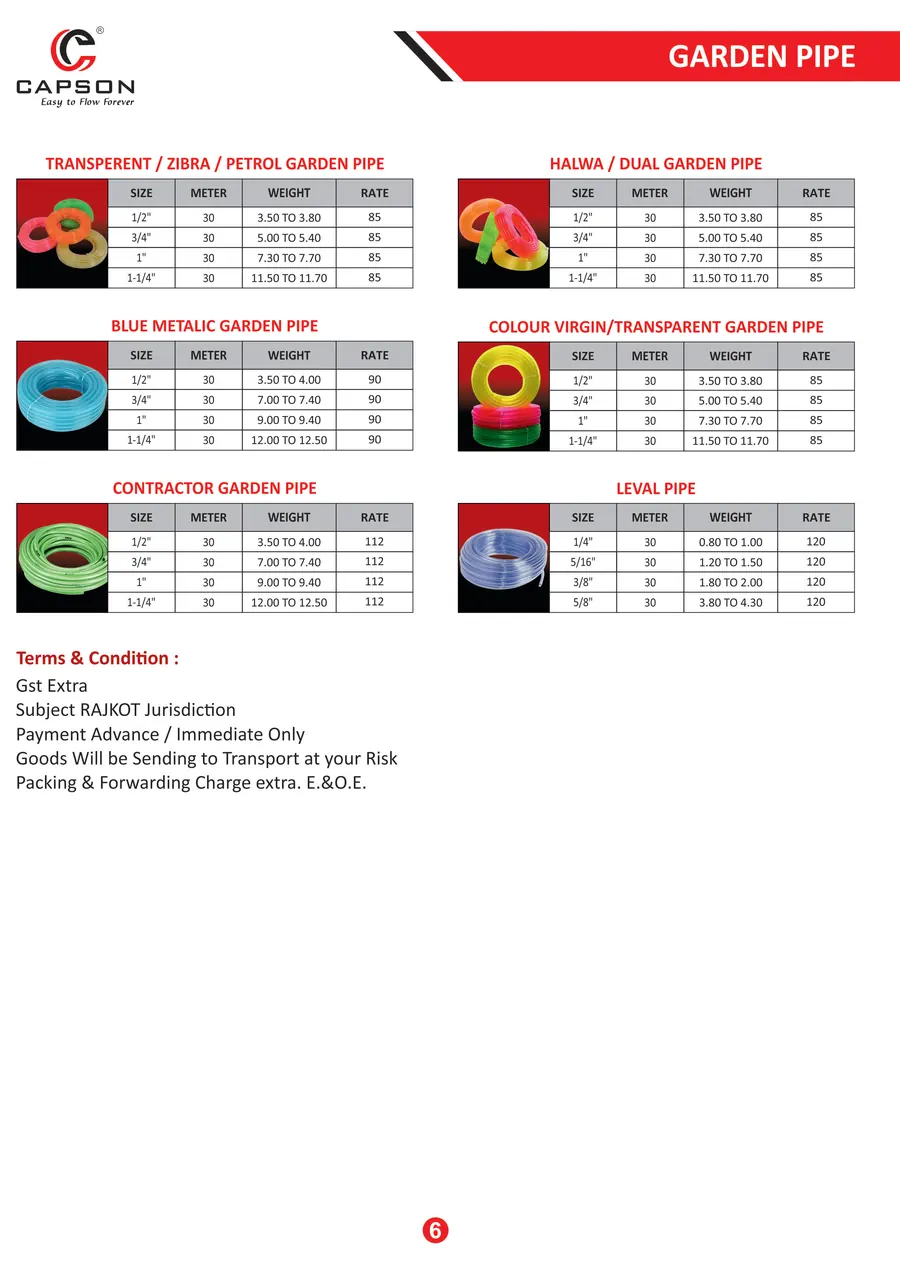 ®
CAPSON
Easy to Flow Forever
GARDEN PIPE
TRANSPERENT / ZIBRA / PETROL GARDEN PIPE
SIZE METER WEIGHT RATE
1/2" 30 3.50 TO 3.80 85
3/4" 30 5.00 TO 5.40 85
1" 30 7.30 TO 7.70 85
1-1/4" 30 11.50 TO 11.70 85
HALWA / DUAL GARDEN PIPE
SIZE METER WEIGHT RATE
1/2" 30 3.50 TO 3.80 85
3/4" 30 5.00 TO 5.40 85
1" 30 7.30 TO 7.70 85
1-1/4" 30 11.50 TO 11.70 85
BLUE METALIC GARDEN PIPE
SIZE METER WEIGHT RATE
1/2" 30 3.50 TO 4.00 90
3/4" 30 7.00 TO 7.40 90
1" 30 9.00 TO 9.40 90
1-1/4" 30 12.00 TO 12.50 90
COLOUR VIRGIN/TRANSPARENT GARDEN PIPE
SIZE METER WEIGHT RATE
1/2" 30 3.50 TO 3.80 85
3/4" 30 5.00 TO 5.40 85
1" 30 7.30 TO 7.70 85
1-1/4" 30 11.50 TO 11.70 85
CONTRACTOR GARDEN PIPE
SIZE METER WEIGHT RATE
1/2" 30 3.50 TO 4.00 112
3/4" 30 7.00 TO 7.40 112
1" 30 9.00 TO 9.40 112
1-1/4" 30 12.00 TO 12.50 112
LEVAL PIPE
SIZE METER WEIGHT RATE
1/4" 30 0.80 TO 1.00 120
5/16" 30 1.20 TO 1.50 120
3/8" 30 1.80 TO 2.00 120
5/8" 30 3.80 TO 4.30 120
Terms & Condition :
Gst Extra
Subject RAJKOT Jurisdiction
Payment Advance / Immediate Only
Goods Will be Sending to Transport at your Risk
Packing & Forwarding Charge extra. E.&O.E.
6